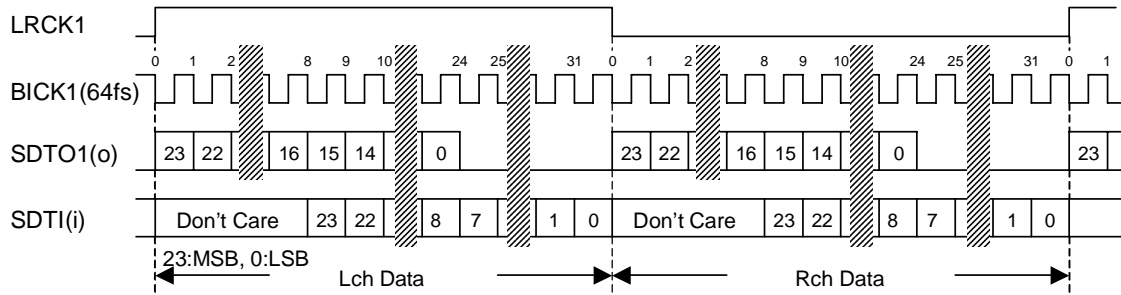 LRCK1
0 1 2 8 9 10 24 25 31 0 1 2 8 9 10 24 25 31 0 1
BICK1(64fs)
SDTO1(o) 23 22 16 15 14 0 23 22 16 15 14 0 23
SDTI(i) Don't Care 23 22 8 7 1 0 Don't Care 23 22 8 7 1 0
23:MSB, 0:LSB
Lch Data Rch Data